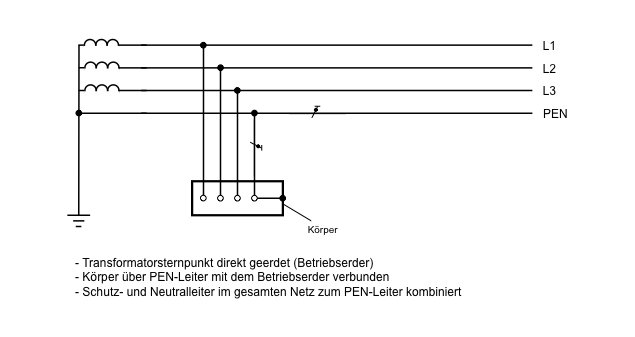 L1
L2
L3
PEN
Körper
- Transformatorsternpunkt direkt geerdet (Betriebserder)
- Körper über PEN-Leiter mit dem Betriebserder verbunden
- Schutz- und Neutralleiter im gesamten Netz zum PEN-Leiter kombiniert